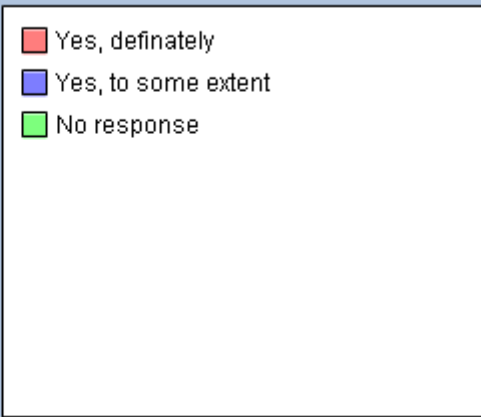 Yes, definately
Yes, to some extent
No response